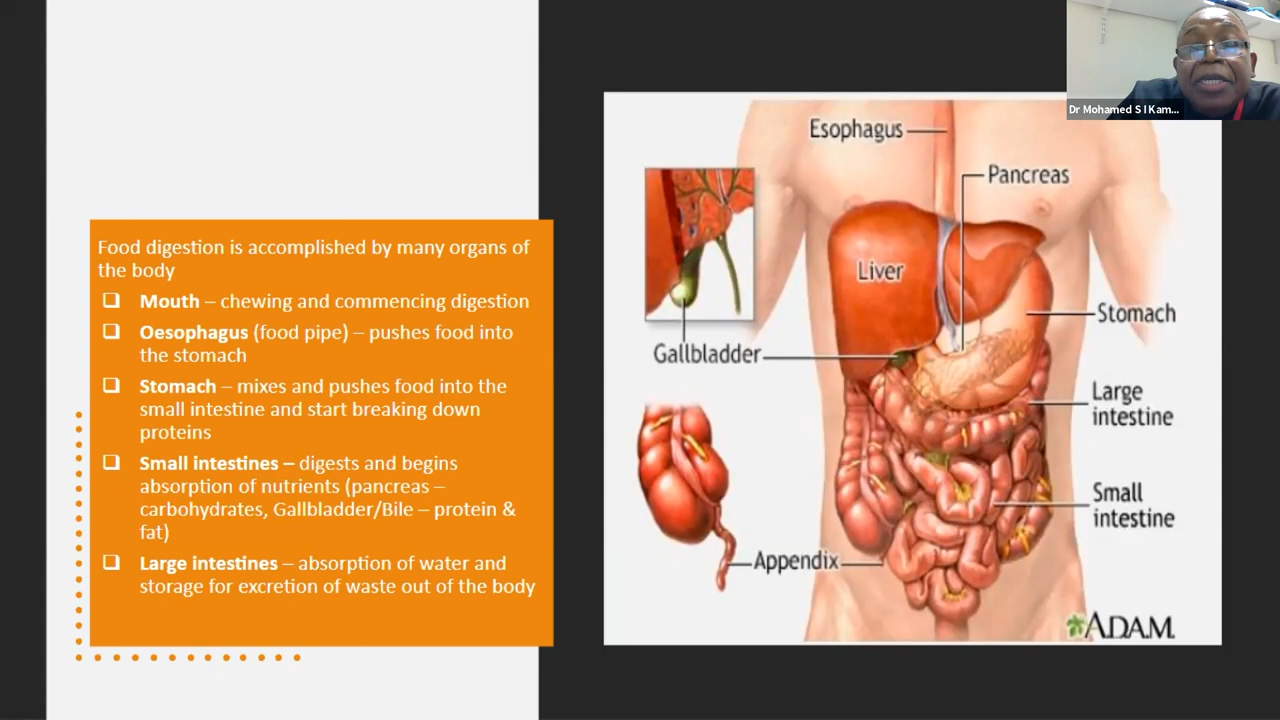 Food digestion is accomplished by many organs of
the body
❑ Mouth – chewing and commencing digestion
❑ Oesophagus (food pipe) – pushes food into
the stomach
❑ Stomach – mixes and pushes food into the
small intestine and start breaking down
proteins
❑ Small intestines – digests and begins
absorption of nutrients (pancreas –
carbohydrates, Gallbladder/Bile – protein &
fat)
❑ Large intestines – absorption of water and
storage for excretion of waste out of the body
Esophagus
Pancreas
Liver
Stomach
Gallbladder
Large
intestine
Small
intestine
Appendix
A.D.A.M.
Dr Mohamed S I Kam...